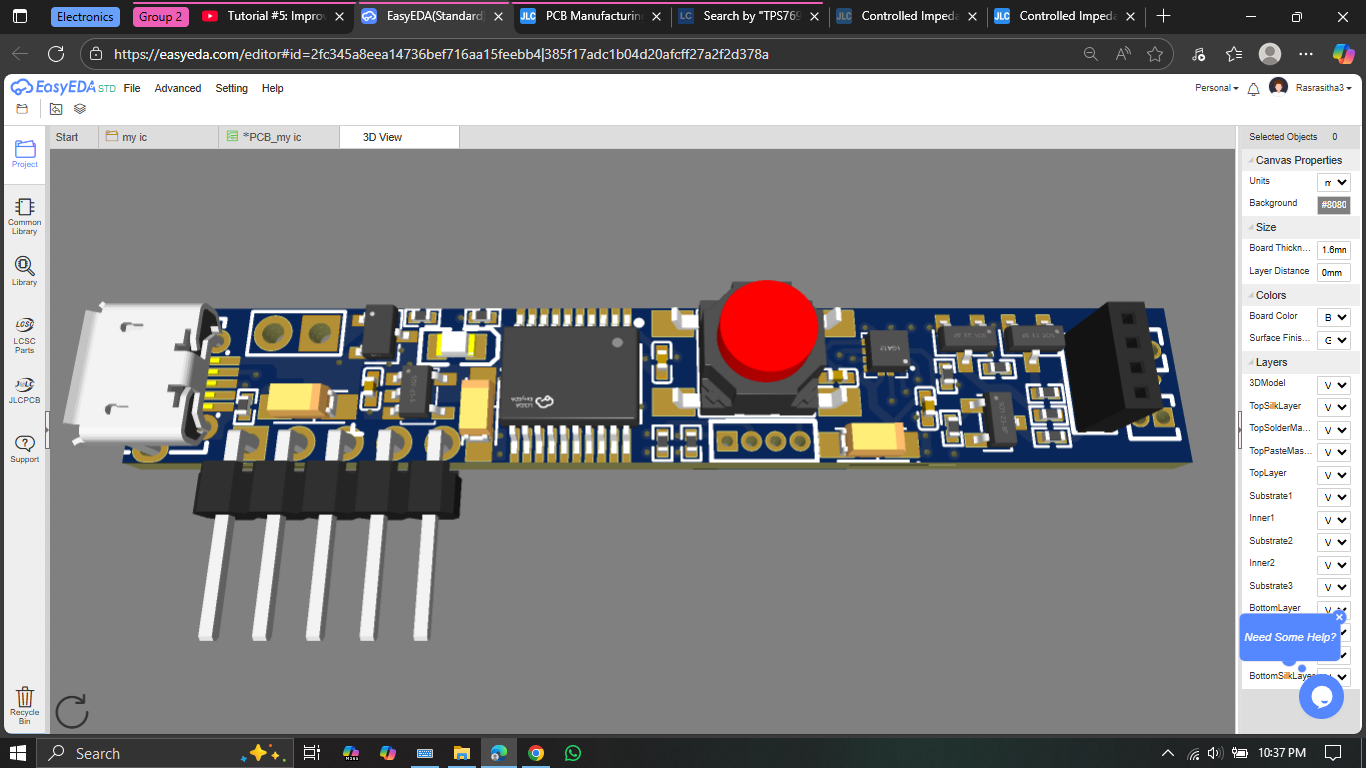 Electronics
Group 2
Tutorial #5: Improv
EasyEDA(Standard)
PCB Manufacturin
Search by "TPS769
Controlled Impeda
Controlled Impeda
https://easyeda.com/editor#id=2fc345a8eea14736bef716aa15feebb4|385f17adc1b04d20afcff27a2f2d378a
EasyEDA STD File Advanced Setting Help
Personal
Rasrasitha3
Start
my ic
*PCB_my ic
3D View
Project
Common
Library
Library
LCSC
Parts
JLCPCB
Support
Recycle
Bin
Selected Objects 0
Canvas Properties
Units
Background #8080
Size
Board Thickn... 1.6mm
Layer Distance 0mm
Colors
Board Color B
Surface Finis... G
Layers
3DModel V
TopSilkLayer V
TopSolderMa... V
TopPasteMas... V
TopLayer V
Substrate1 V
Inner1 V
Substrate2 V
Inner2 V
Substrate3 V
BottomLayer V
Need Some Help?
BottomSilkLayer
Search
10:37 PM